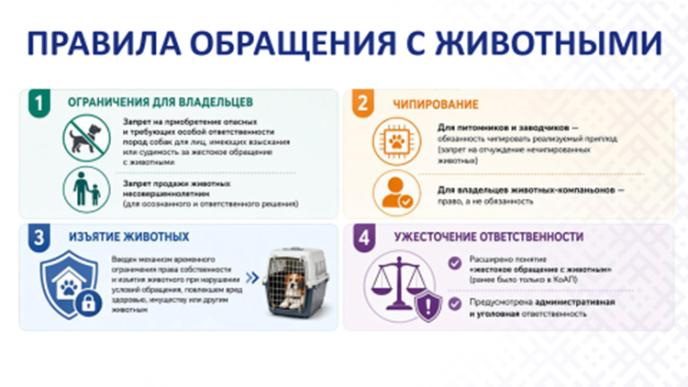 ПРАВИЛА ОБРАЩЕНИЯ С ЖИВОТНЫМИ
1
ОГРАНИЧЕНИЯ ДЛЯ ВЛАДЕЛЬЦЕВ
Запрет на приобретение опасных
и требующих особой ответственности
пород собак для лиц, имеющих взыскания
или судимость за жестокое обращение
с животными
Запрет продажи животных
несовершеннолетним
(для осознанного и ответственного решения)
2
ЧИПИРОВАНИЕ
Для питомников и заводчиков —
обязанность чипировать реализуемый приплод
(запрет на отчуждение нечипированных
животных)
Для владельцев животных-компаньонов —
право, а не обязанность
3
ИЗЪЯТИЕ ЖИВОТНЫХ
Введен механизм временного
ограничения права собственности
и изъятия животного при нарушении
условий обращения, повлекшем вред
здоровью, имуществу или другим
животным
4
УЖЕСТОЧЕНИЕ ОТВЕТСТВЕННОСТИ
Расширено понятие
«жестокое обращение с животным»
(ранее было только в КоАП)
Предусмотрена административная
и уголовная ответственность